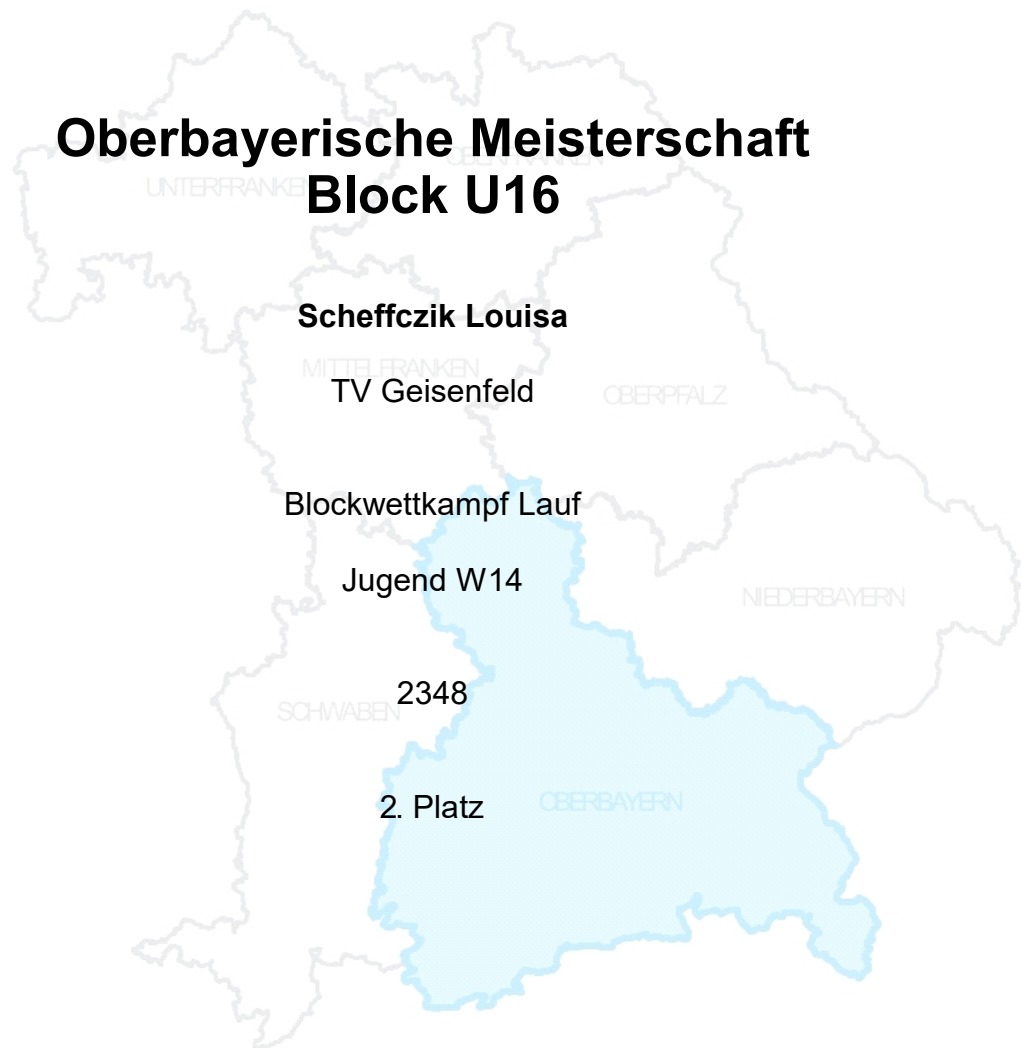 Oberbayerische Meisterschaft
OBERFRANKEN
UNTERFRANKEN
Block U16
Scheffczik Louisa
MITTELFRANKEN
TV Geisenfeld
OBERPFALZ
Blockwettkampf Lauf
Jugend W14
NIEDERBAYERN
2348
SCHWABEN
2. Platz
OBERBAYERN